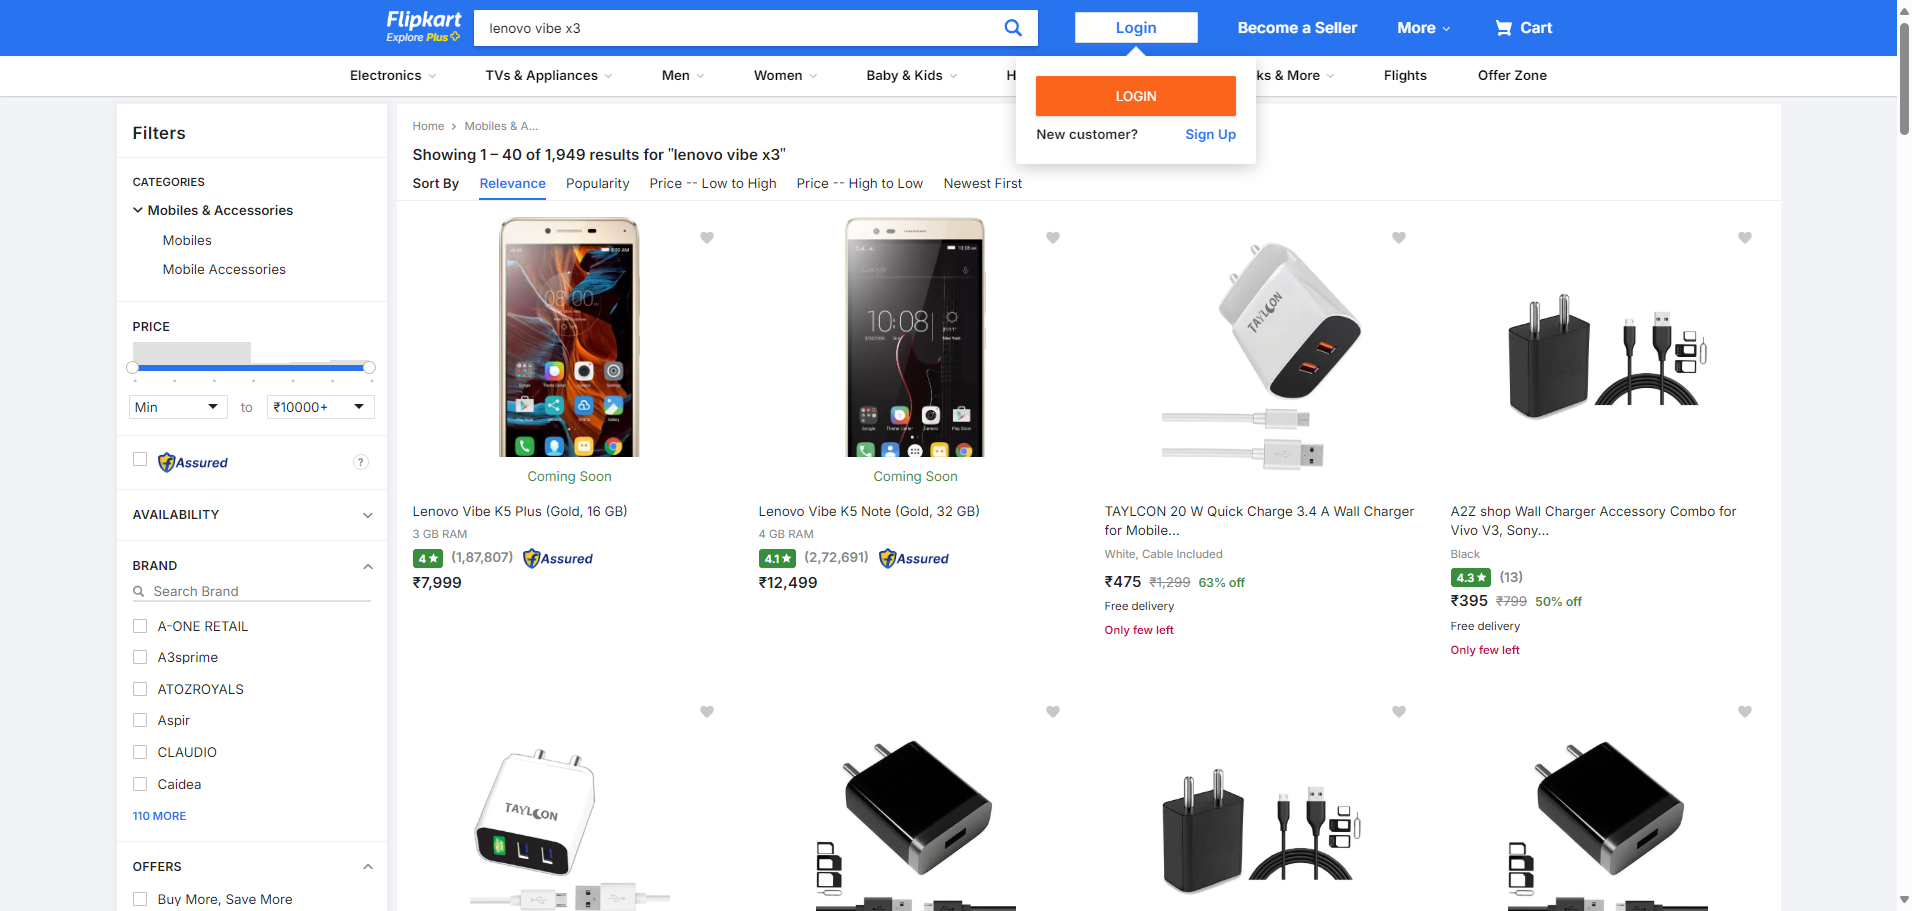 Flipkart
Explore Plus
lenovo vibe x3
Login
Become a Seller
More
Cart
Electronics
TVs & Appliances
Men
Women
Baby & Kids
H
ks & More
Flights
Offer Zone
LOGIN
New customer?
Sign Up
Filters
CATEGORIES
Mobiles & Accessories
Mobiles
Mobile Accessories
PRICE
Min
to
₹10000+
Assured
?
AVAILABILITY
BRAND
Search Brand
A-ONE RETAIL
A3sprime
ATOZROYALS
Aspir
CLAUDIO
Caidea
110 MORE
OFFERS
Buy More, Save More
Home
Mobiles & A...
Showing 1 – 40 of 1,949 results for "lenovo vibe x3"
Sort By
Relevance
Popularity
Price -- Low to High
Price -- High to Low
Newest First
08:00
Coming Soon
Lenovo Vibe K5 Plus (Gold, 16 GB)
3 GB RAM
4
(1,87,807)
Assured
₹7,999
Google
10:08
Coming Soon
Lenovo Vibe K5 Note (Gold, 32 GB)
4 GB RAM
4.1
(2,72,691)
Assured
₹12,499
TAYLCON
TAYLCON 20 W Quick Charge 3.4 A Wall Charger
for Mobile...
White, Cable Included
₹475 ₹1,299 63% off
Free delivery
Only few left
A2Z shop Wall Charger Accessory Combo for
Vivo V3, Sony...
Black
4.3
(13)
₹395 ₹799 50% off
Free delivery
Only few left
TAYLCON